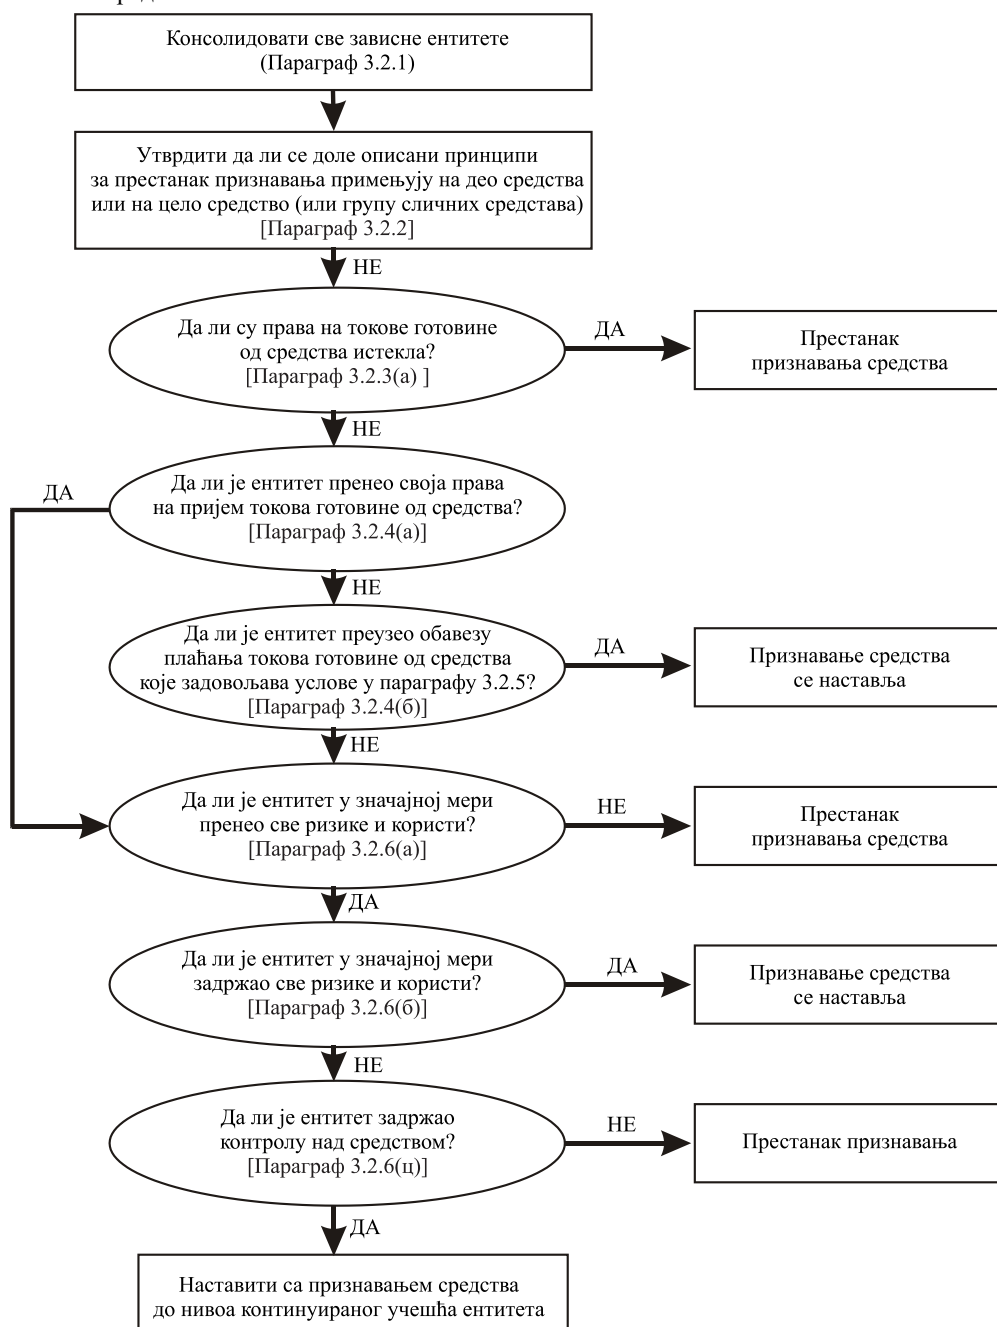 Консолидовати све зависне ентитете
(Параграф 3.2.1)
Утврдити да ли се доле описани принципи
за престанак признавања примењују на део средства
или на цело средство (или групу сличних средстава)
[Параграф 3.2.2]
НЕ
Да ли су права на токове готовине
од средства истекла?
[Параграф 3.2.3(а) ]
ДА
Престанак
признавања средства
НЕ
Да ли је ентитет пренео своја права
на пријем токова готовине од средства?
[Параграф 3.2.4(а)]
ДА
НЕ
Да ли је ентитет преузео обавезу
плаћања токова готовине од средства
које задовољава услове у параграфу 3.2.5?
[Параграф 3.2.4(б)]
ДА
Признавање средства
се наставља
НЕ
Да ли је ентитет у значајној мери
пренео све ризике и користи?
[Параграф 3.2.6(а)]
НЕ
Престанак
признавања средства
ДА
Да ли је ентитет у значајној мери
задржао све ризике и користи?
[Параграф 3.2.6(б)]
ДА
Признавање средства
се наставља
НЕ
Да ли је ентитет задржао
контролу над средством?
[Параграф 3.2.6(ц)]
НЕ
Престанак признавања
ДА
Наставити са признавањем средства
до нивоа континуираног учешћа ентитета